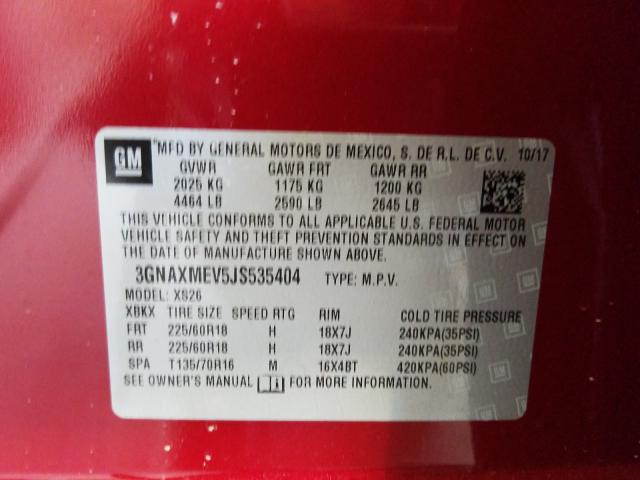 GM
MFD BY GENERAL MOTORS DE MEXICO, S. DE R.L. DE C.V. 10/17
GVWR GAWR FRT GAWR RR
2025 KG 1175 KG 1200 KG
4464 LB 2590 LB 2645 LB
THIS VEHICLE CONFORMS TO ALL APPLICABLE U.S. FEDERAL MOTOR
VEHICLE SAFETY AND THEFT PREVENTION STANDARDS IN EFFECT ON
THE DATE OF MANUFACTURE SHOWN ABOVE.
3GNAXMEV5JS535404 TYPE: M.P.V.
MODEL: XS26
XBKX TIRE SIZE SPEED RTG RIM COLD TIRE PRESSURE
FRT 225/60R18 H 18X7J 240KPA(35PSI)
RR 225/60R18 H 18X7J 240KPA(35PSI)
SPA T135/70R16 M 16X4BT 420KPA(60PSI)
SEE OWNER'S MANUAL FOR MORE INFORMATION.